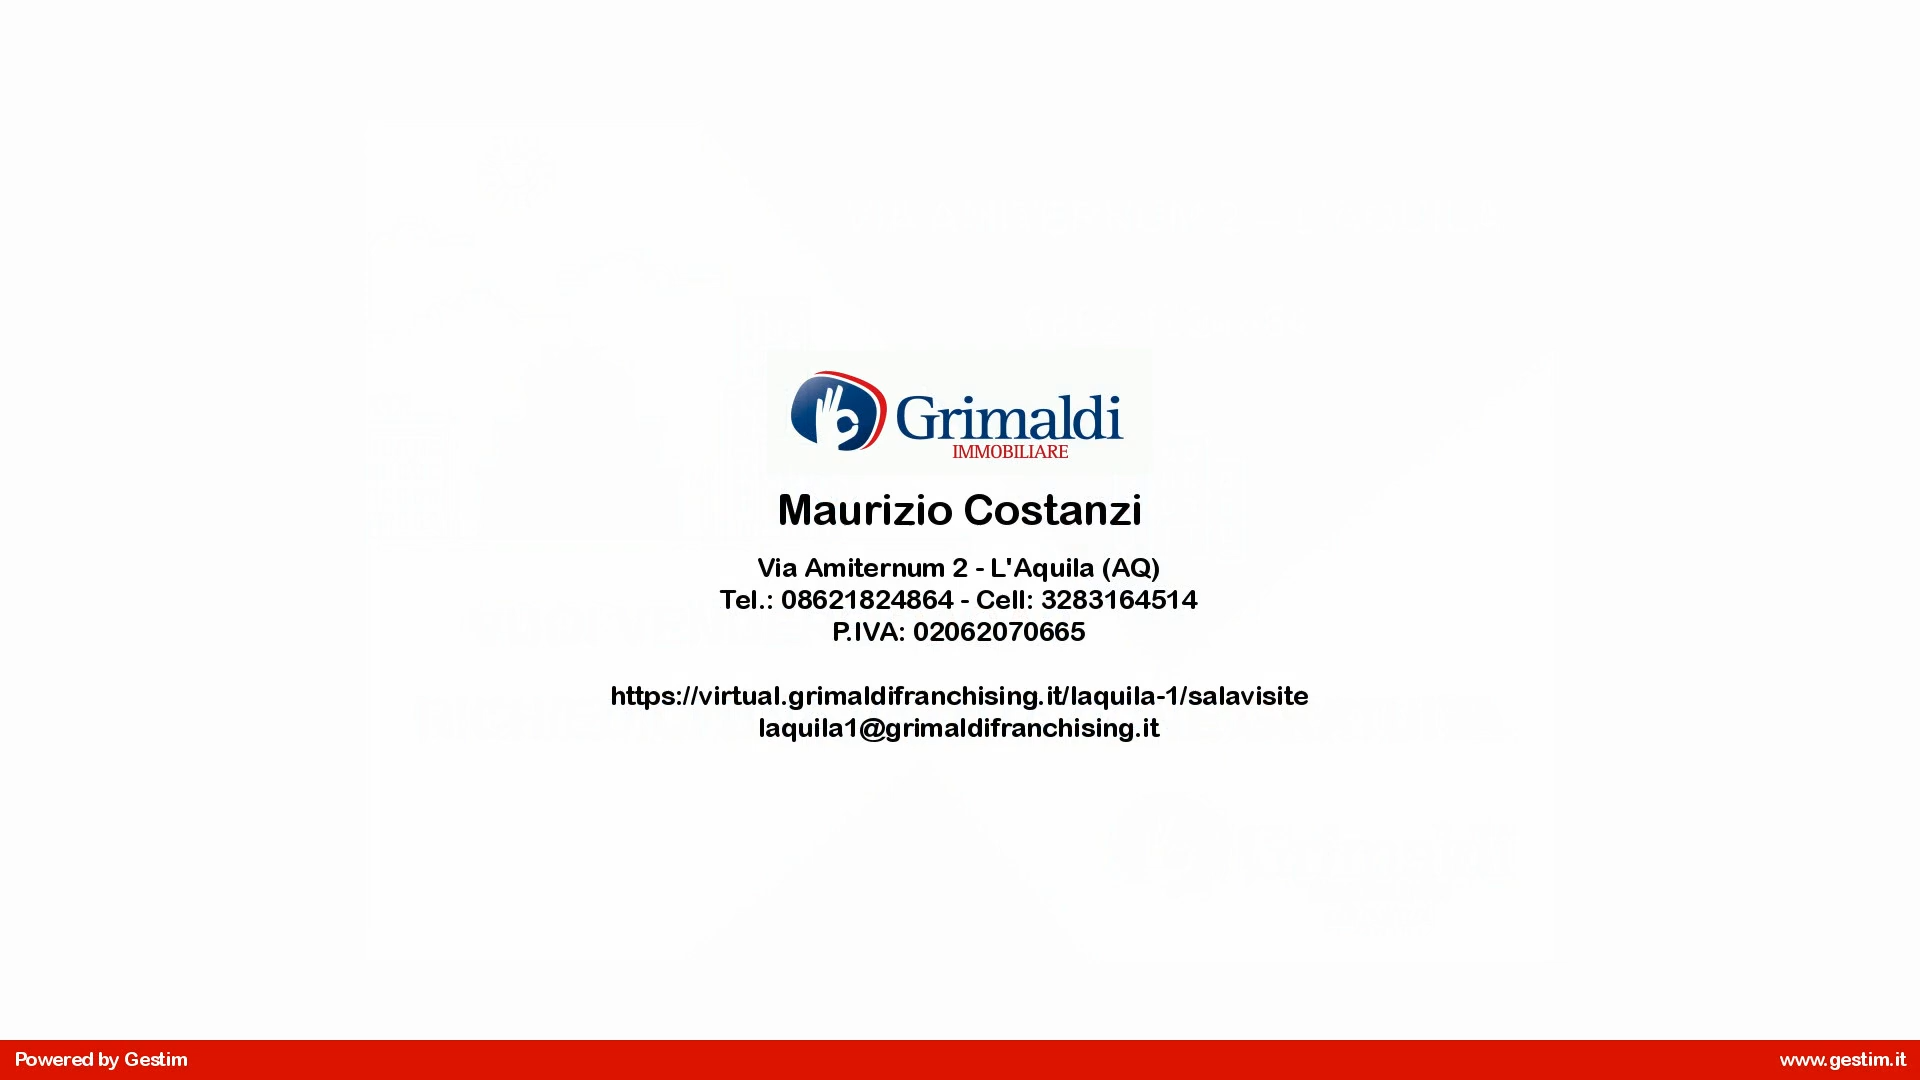 Grimaldi
IMMOBILIARE
Maurizio Costanzi
Via Amiternum 2 - L'Aquila (AQ)
Tel.: 08621824864 - Cell: 3283164514
P.IVA: 02062070665
https://virtual.grimaldifranchising.it/laquila-1/salavisite
laquila1@grimaldifranchising.it
Powered by Gestim
www.gestim.it